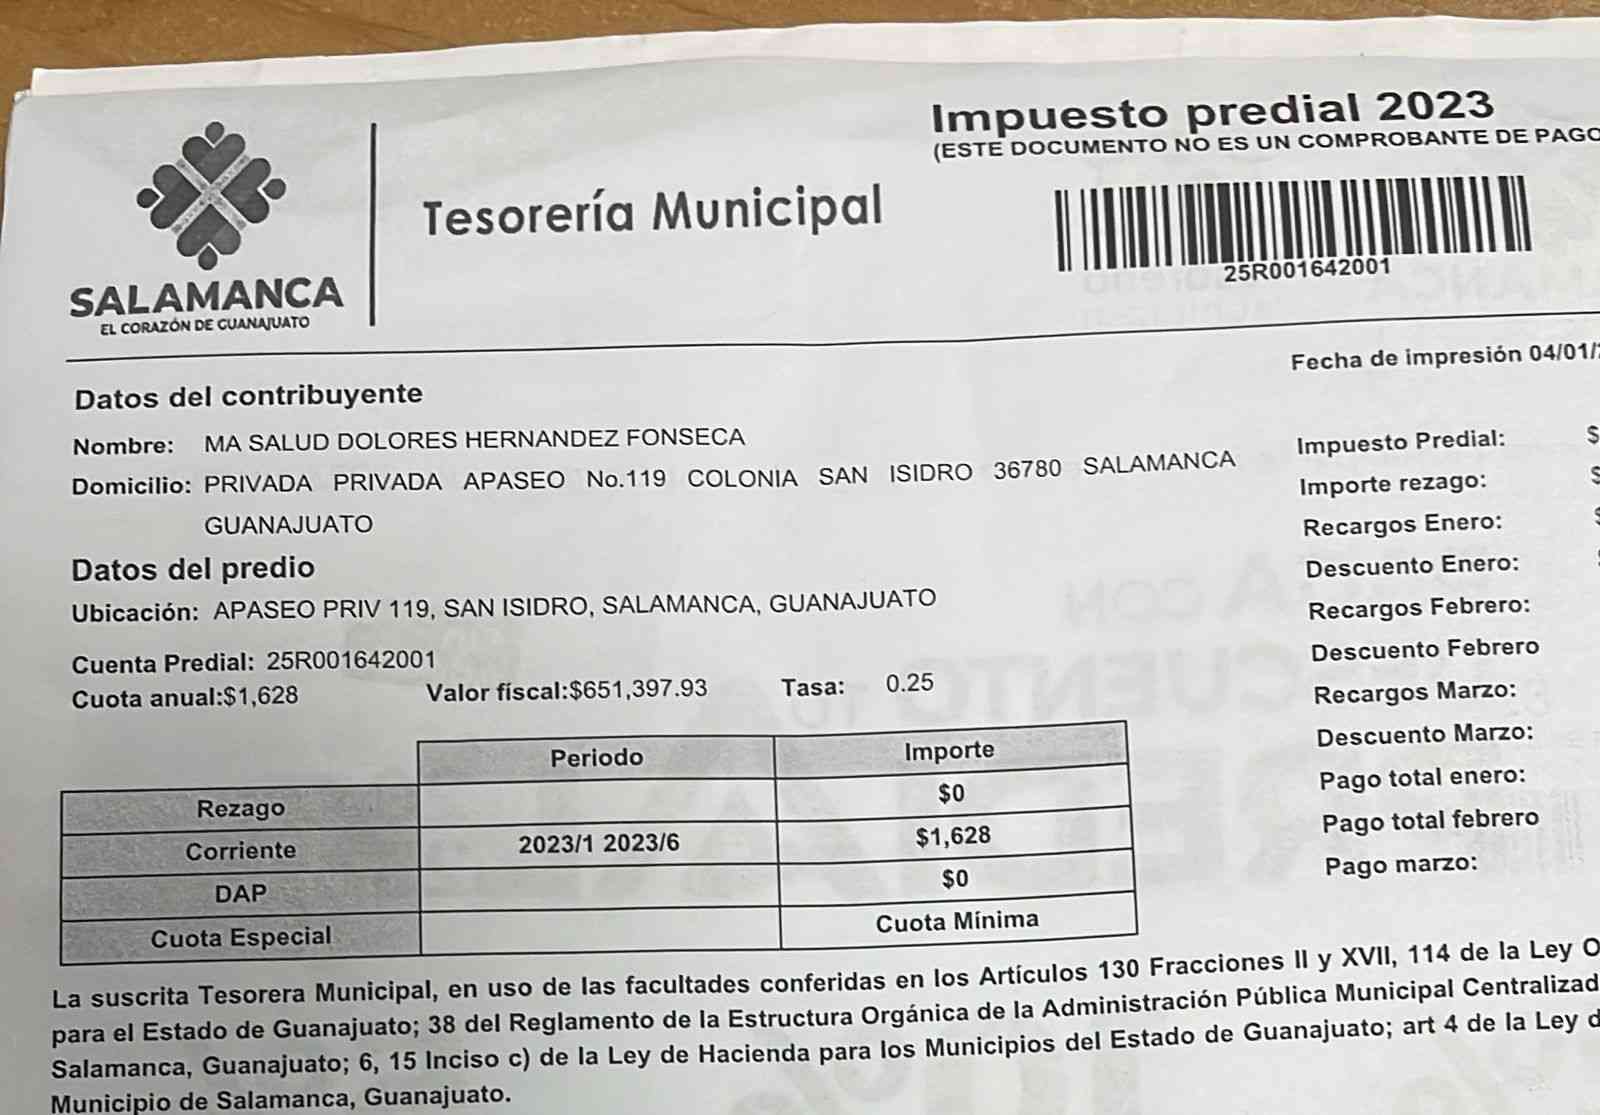 Impuesto predial 2023
(ESTE DOCUMENTO NO ES UN COMPROBANTE DE PAGO
25R001642001
Tesorería Municipal
SALAMANCA
EL CORAZÓN DE GUANAJUATO
Fecha de impresión 04/01/
Datos del contribuyente
Nombre: MA SALUD DOLORES HERNANDEZ FONSECA
Domicilio: PRIVADA PRIVADA APASEO No.119 COLONIA SAN ISIDRO 36780 SALAMANCA
GUANAJUATO
Datos del predio
Ubicación: APASEO PRIV 119, SAN ISIDRO, SALAMANCA, GUANAJUATO
Cuenta Predial: 25R001642001
Cuota anual:$1,628 Valor físcal:$651,397.93 Tasa: 0.25
Impuesto Predial: $
Importe rezago: $
Recargos Enero: $
Descuento Enero:
Recargos Febrero:
Descuento Febrero
Recargos Marzo:
Descuento Marzo:
Pago total enero:
Pago total febrero
Pago marzo:
Periodo Importe
Rezago $0
Corriente 2023/1 2023/6 $1,628
DAP $0
Cuota Especial Cuota Mínima
La suscrita Tesorera Municipal, en uso de las facultades conferidas en los Artículos 130 Fracciones II y XVII, 114 de la Ley O
para el Estado de Guanajuato; 38 del Reglamento de la Estructura Orgánica de la Administración Pública Municipal Centralizad
Salamanca, Guanajuato; 6, 15 Inciso c) de la Ley de Hacienda para los Municipios del Estado de Guanajuato; art 4 de la Ley d
Municipio de Salamanca, Guanajuato.